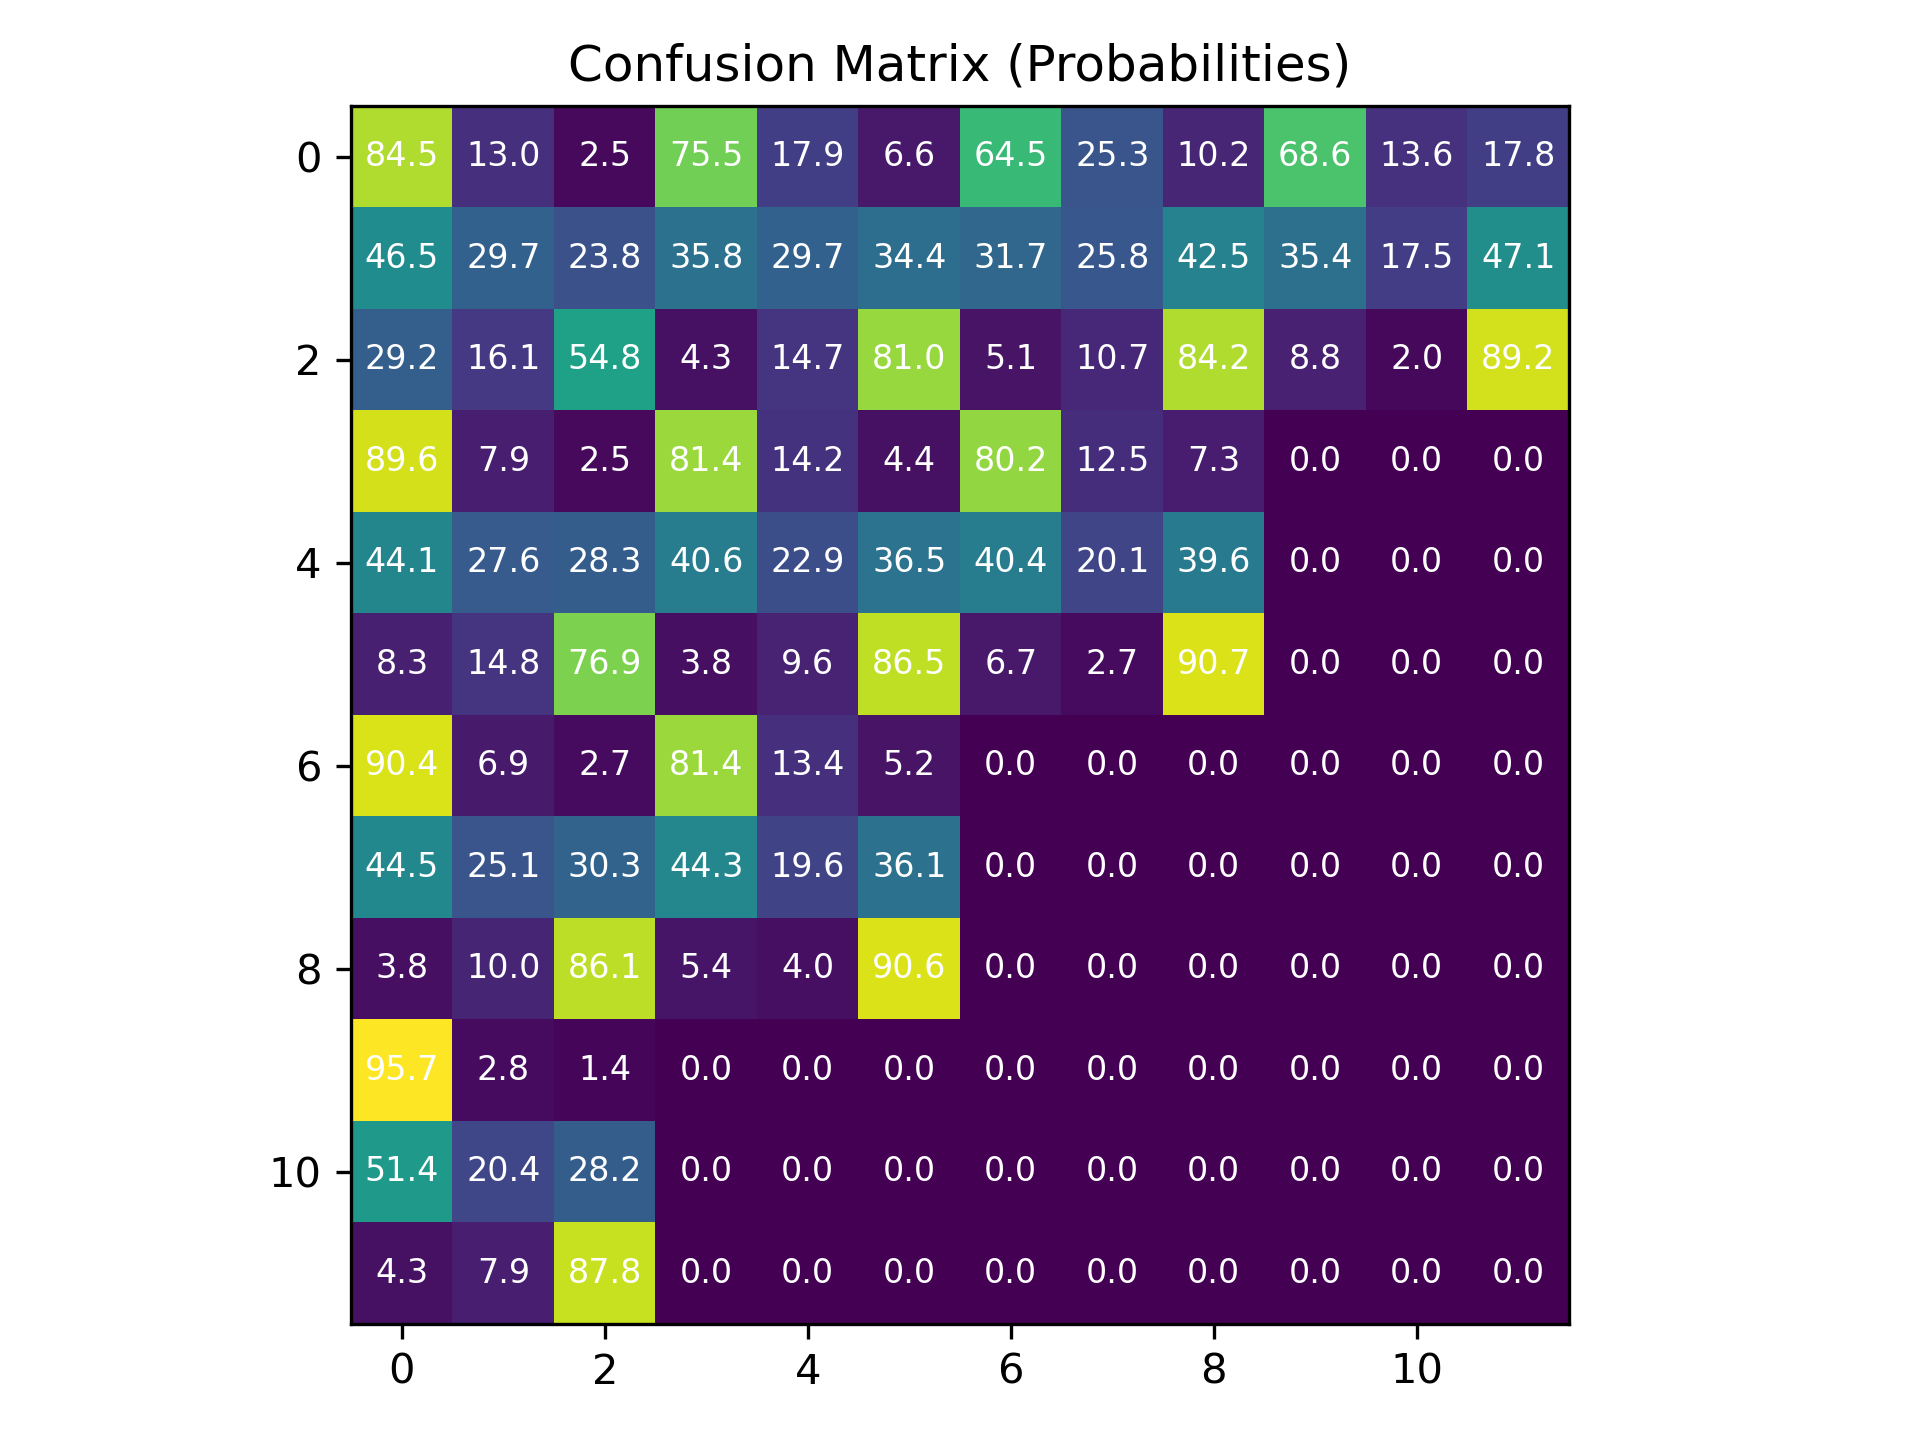 Confusion Matrix (Probabilities)
0 84.5 13.0 2.5 75.5 17.9 6.6 64.5 25.3 10.2 68.6 13.6 17.8
46.5 29.7 23.8 35.8 29.7 34.4 31.7 25.8 42.5 35.4 17.5 47.1
2 29.2 16.1 54.8 4.3 14.7 81.0 5.1 10.7 84.2 8.8 2.0 89.2
89.6 7.9 2.5 81.4 14.2 4.4 80.2 12.5 7.3 0.0 0.0 0.0
4 44.1 27.6 28.3 40.6 22.9 36.5 40.4 20.1 39.6 0.0 0.0 0.0
8.3 14.8 76.9 3.8 9.6 86.5 6.7 2.7 90.7 0.0 0.0 0.0
6 90.4 6.9 2.7 81.4 13.4 5.2 0.0 0.0 0.0 0.0 0.0 0.0
44.5 25.1 30.3 44.3 19.6 36.1 0.0 0.0 0.0 0.0 0.0 0.0
8 3.8 10.0 86.1 5.4 4.0 90.6 0.0 0.0 0.0 0.0 0.0 0.0
95.7 2.8 1.4 0.0 0.0 0.0 0.0 0.0 0.0 0.0 0.0 0.0
10 51.4 20.4 28.2 0.0 0.0 0.0 0.0 0.0 0.0 0.0 0.0 0.0
4.3 7.9 87.8 0.0 0.0 0.0 0.0 0.0 0.0 0.0 0.0 0.0
0 2 4 6 8 10